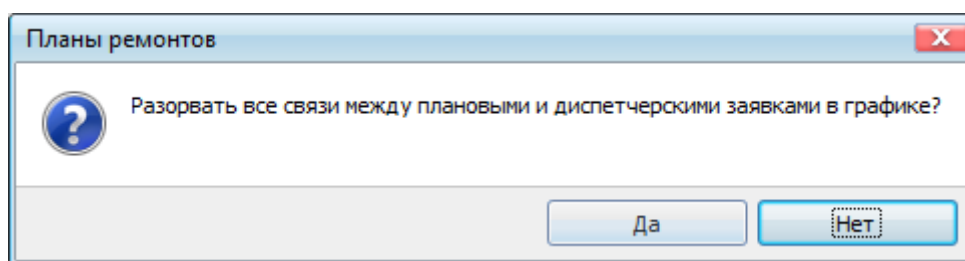 Планы ремонтов
Разорвать все связи между плановыми и диспетчерскими заявками в графике?
Да
Нет